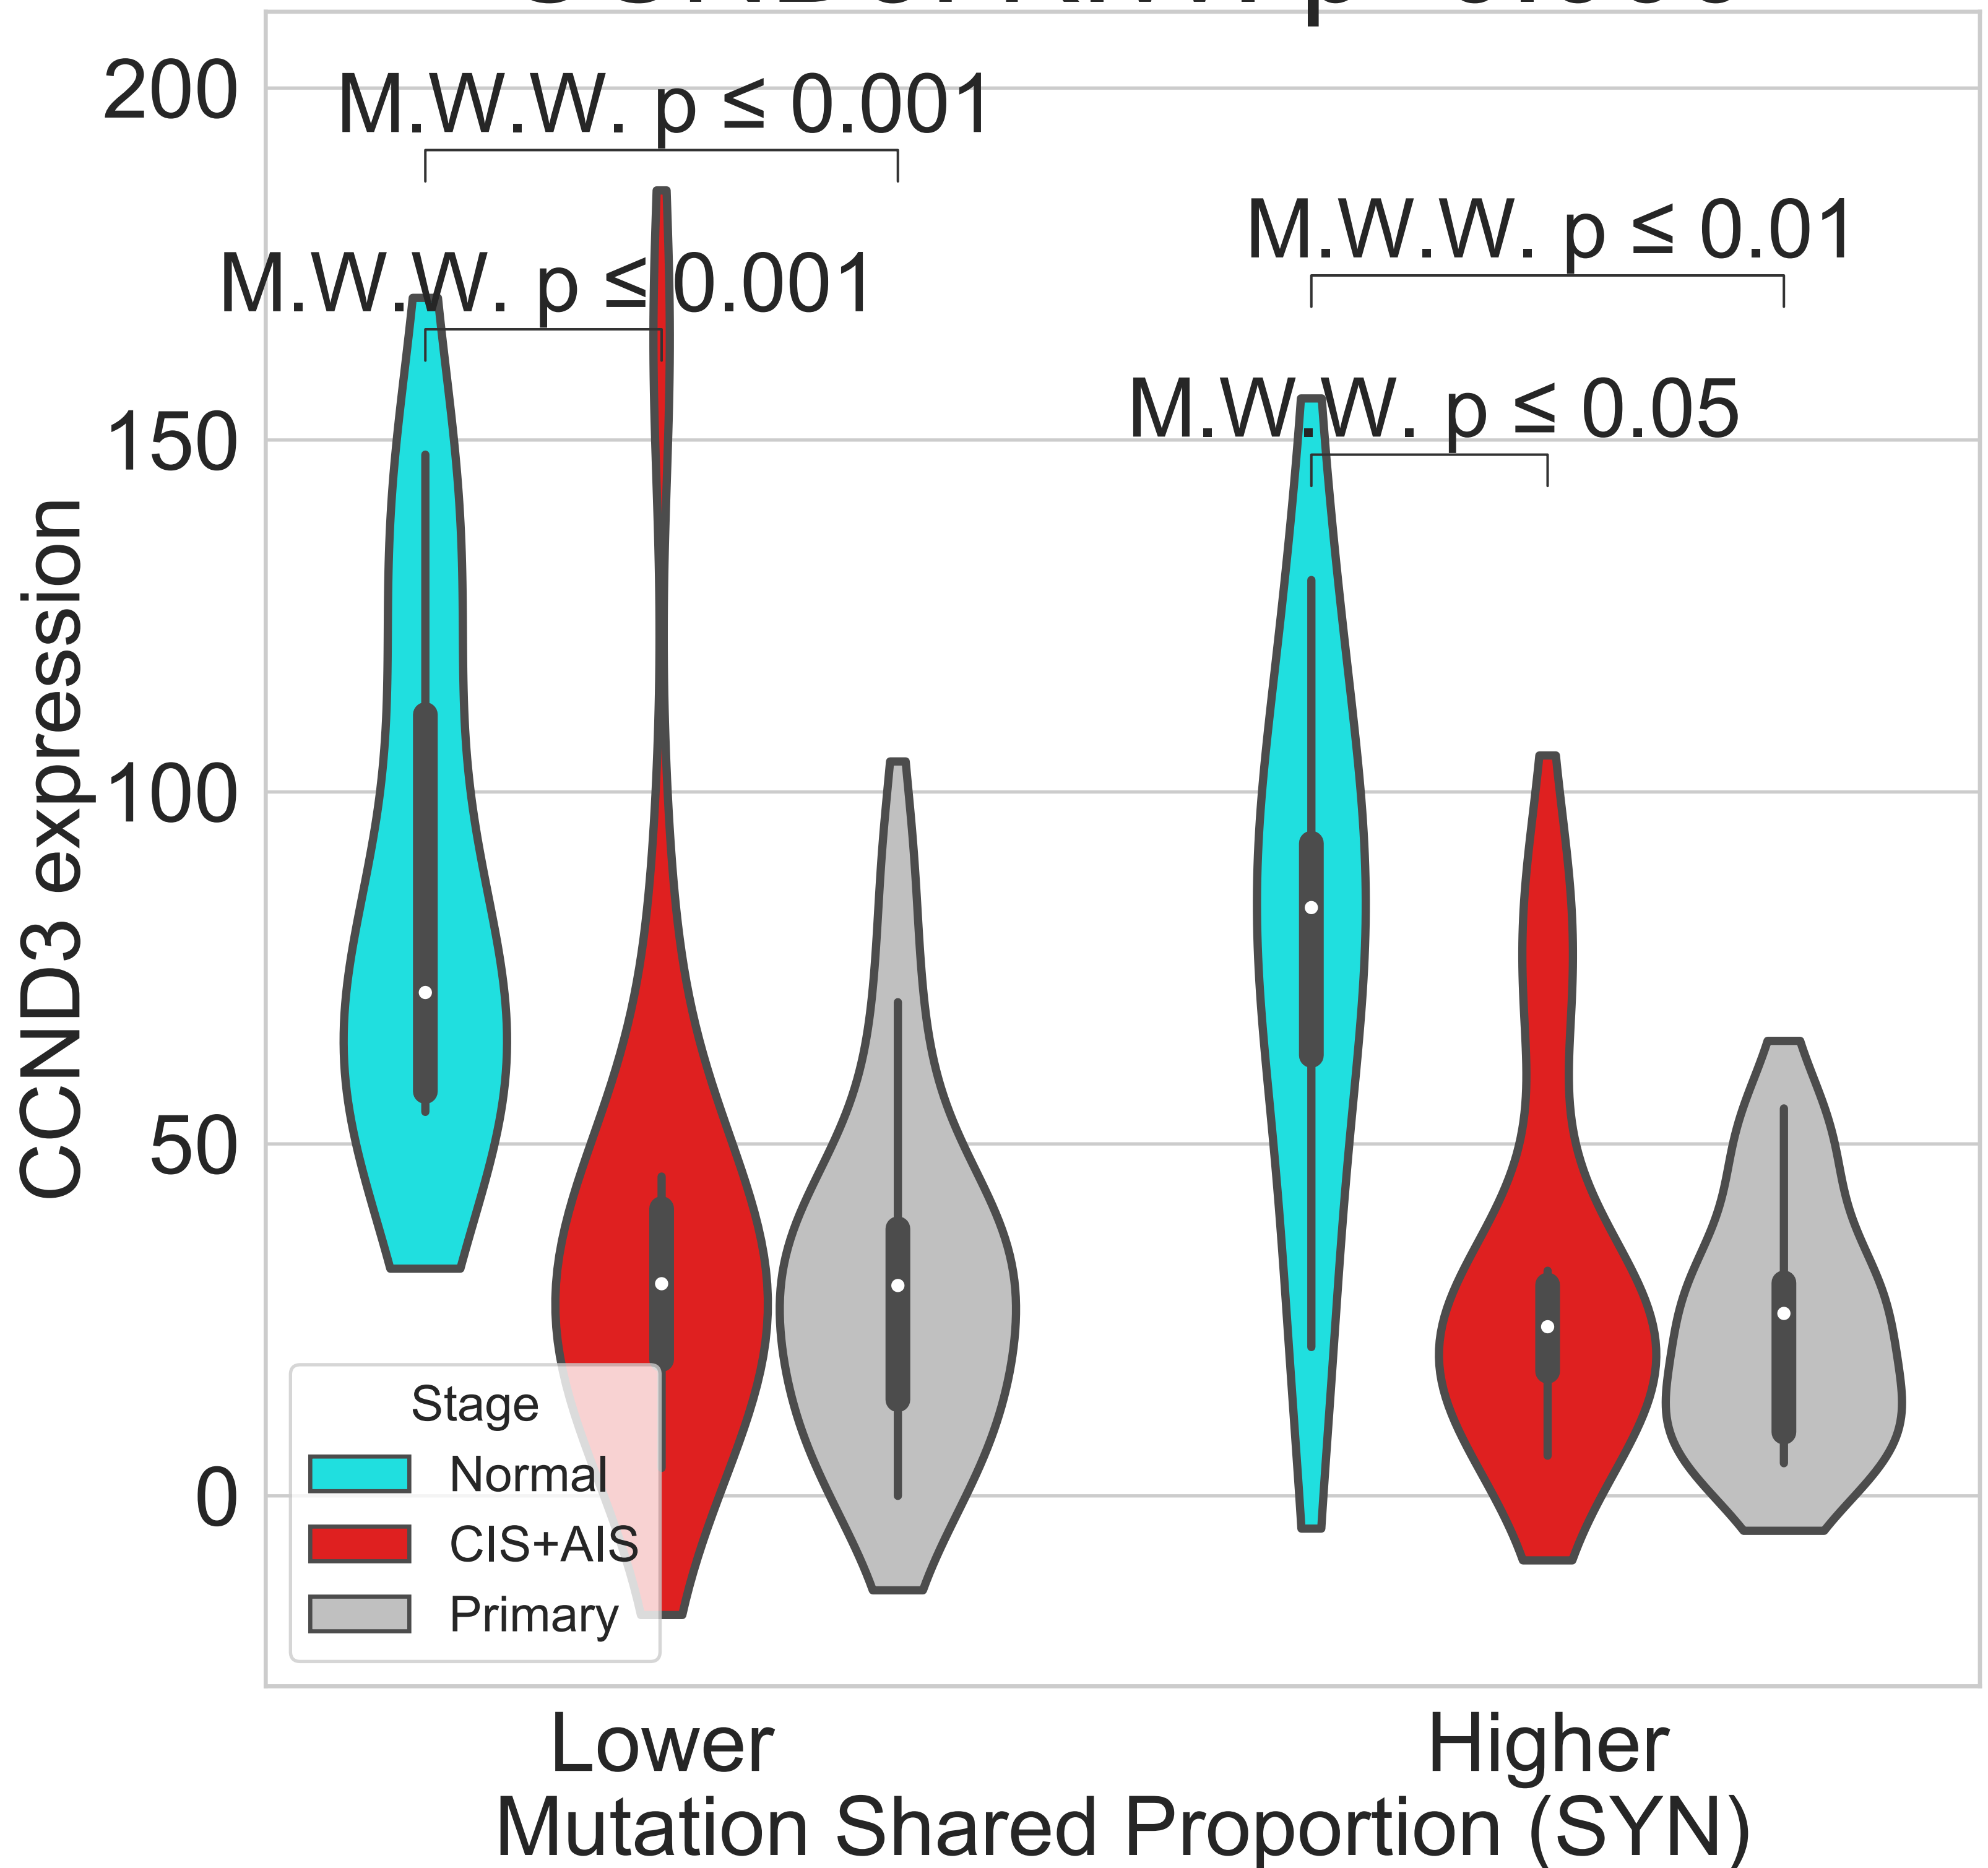 200
M.W.W. p ≤ 0.001
M.W.W. p ≤ 0.001
M.W.W. p ≤ 0.01
M.W.W. p ≤ 0.05
150
100
50
0
CCND3 expression
Stage
Normal
CIS+AIS
Primary
Lower
Higher
Mutation Shared Proportion (SYN)